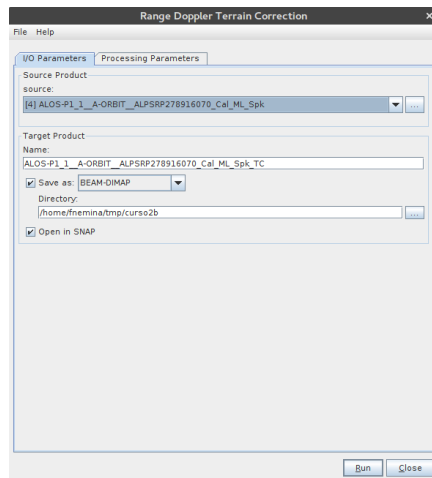 Range Doppler Terrain Correction x
File Help
I/O Parameters Processing Parameters
Source Product
source:
[4] ALOS-P1_1__A-ORBIT__ALPSRP278916070_Cal_ML_Spk ...
Target Product
Name:
ALOS-P1_1__A-ORBIT__ALPSRP278916070_Cal_ML_Spk_TC
Save as: BEAM-DIMAP
Directory:
/home/fnemina/tmp/curso2b ...
Open in SNAP
Run Close